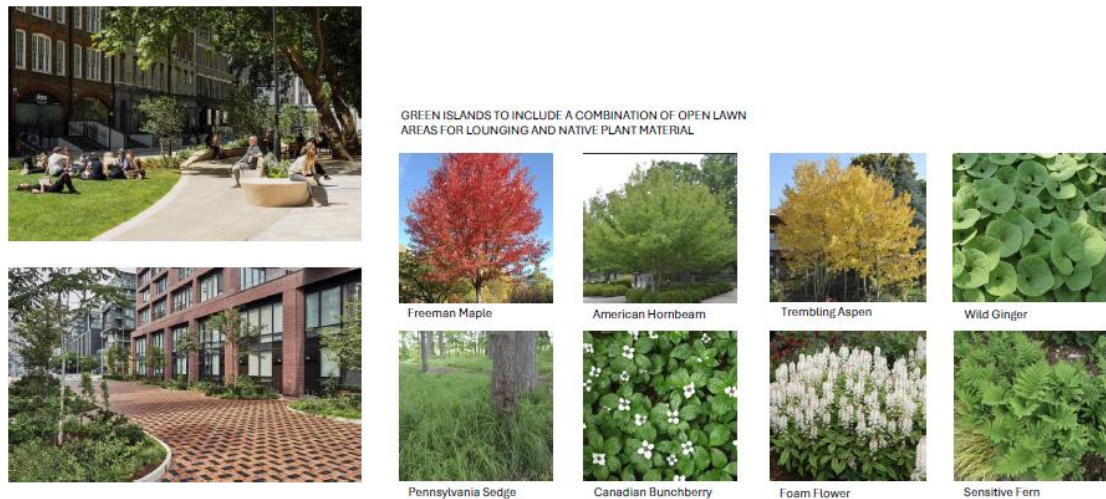 GREEN ISLANDS TO INCLUDE A COMBINATION OF OPEN LAWN
AREAS FOR LOUNGING AND NATIVE PLANT MATERIAL
Freeman Maple
American Hornbeam
Trembling Aspen
Wild Ginger
Pennsylvania Sedge
Canadian Bunchberry
Foam Flower
Sensitive Fern